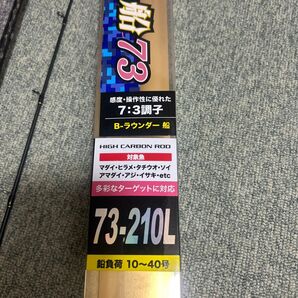 船 73
感度・操作性に優れた
7:3調子
B-ラウンダー 船
HIGH CARBON ROD
対象魚
マダイ・ヒラメ・タチウオ・ソイ
アマダイ・アジ・イサキ・etc
多彩なターゲットに対応
73-210L
錘負荷 10〜40号